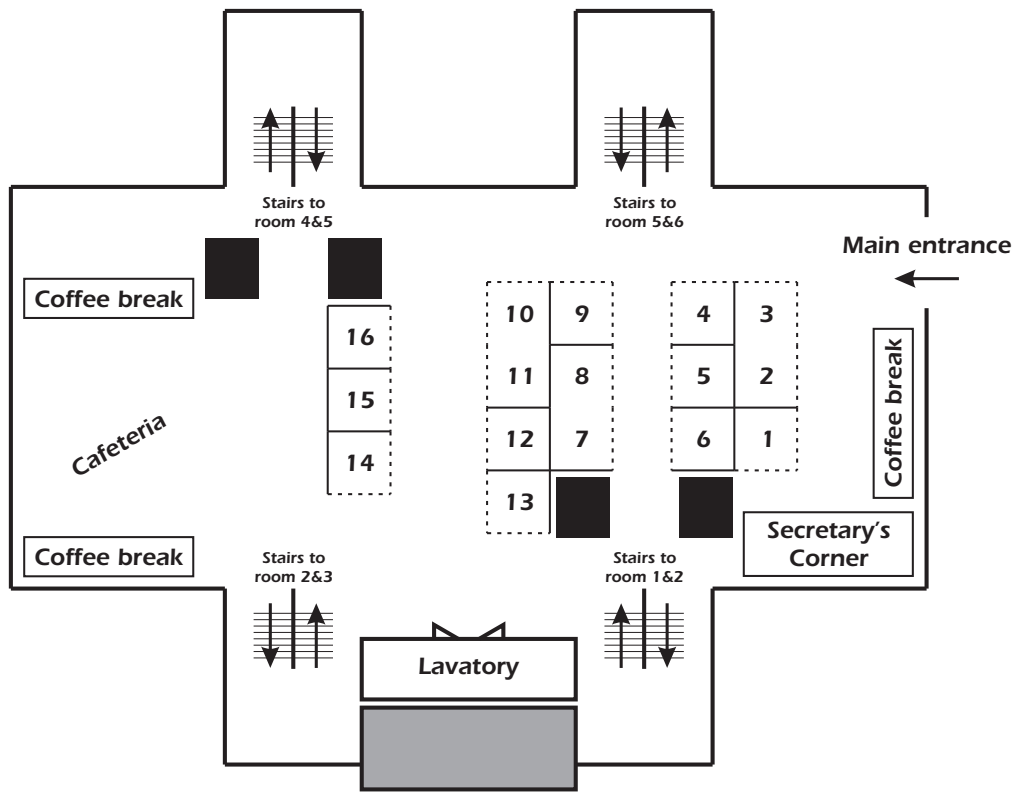 Stairs to
room 4&5
Stairs to
room 5&6
Main entrance
Coffee break
10 9 4 3
16
11 8 5 2
15
Coffee break
Cafeteria
12 7 6 1
14
13
Secretary's
Corner
Coffee break
Stairs to
room 2&3
Stairs to
room 1&2
Lavatory